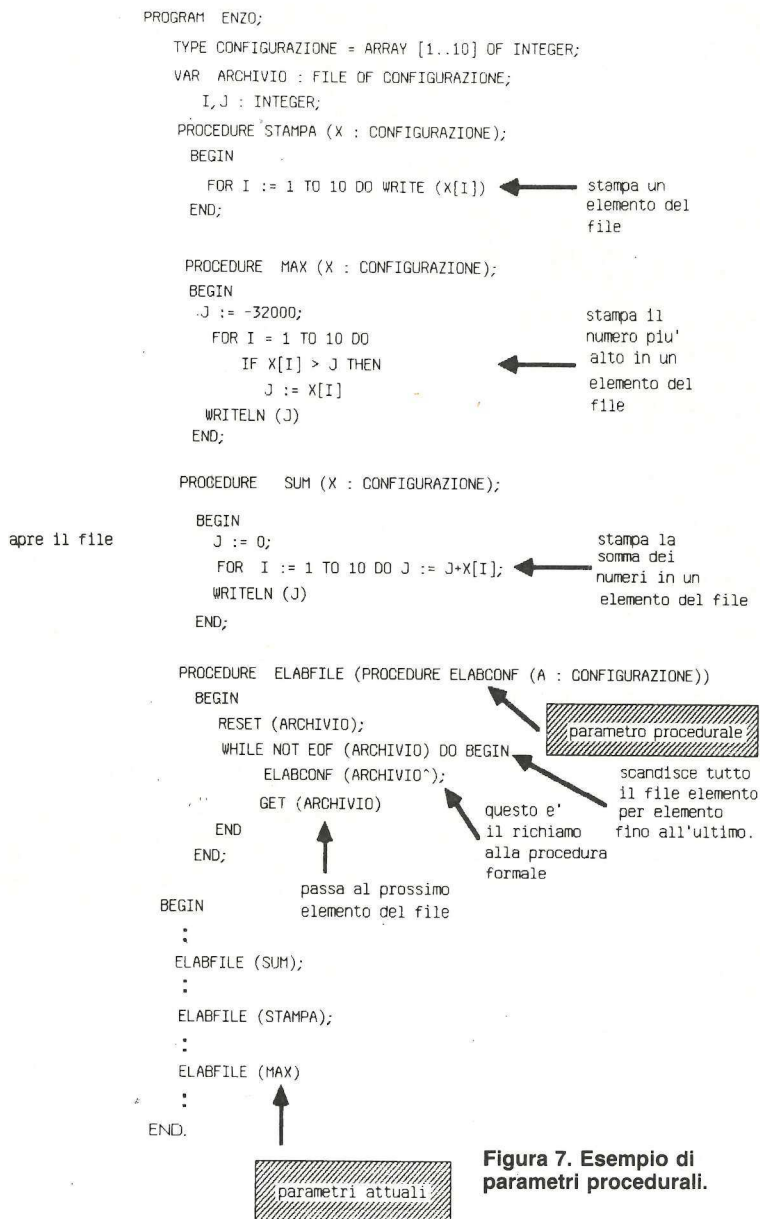 PROGRAM ENZO;
TYPE CONFIGURAZIONE = ARRAY [1..10] OF INTEGER;
VAR ARCHIVIO : FILE OF CONFIGURAZIONE;
I,J : INTEGER;
PROCEDURE STAMPA (X : CONFIGURAZIONE);
BEGIN
FOR I := 1 TO 10 DO WRITE (X[I])
END;
stampa un
elemento del
file
PROCEDURE MAX (X : CONFIGURAZIONE);
BEGIN
J := -32000;
FOR I = 1 TO 10 DO
IF X[I] > J THEN
J := X[I]
WRITELN (J)
END;
stampa il
numero piu'
alto in un
elemento del
file
PROCEDURE SUM (X : CONFIGURAZIONE);
BEGIN
J := 0;
FOR I := 1 TO 10 DO J := J+X[I];
WRITELN (J)
END;
apre il file
stampa la
somma dei
numeri in un
elemento del file
PROCEDURE ELABFILE (PROCEDURE ELABCONF (A : CONFIGURAZIONE))
BEGIN
RESET (ARCHIVIO);
WHILE NOT EOF (ARCHIVIO) DO BEGIN
ELABCONF (ARCHIVIO^);
GET (ARCHIVIO)
END
END;
parametro procedurale
scandisce tutto
il file elemento
per elemento
fino all'ultimo.
questo e'
il richiamo
alla procedura
formale
passa al prossimo
elemento del file
BEGIN
:
ELABFILE (SUM);
:
ELABFILE (STAMPA);
:
ELABFILE (MAX)
:
END.
parametri attuali
Figura 7. Esempio di
parametri procedurali.